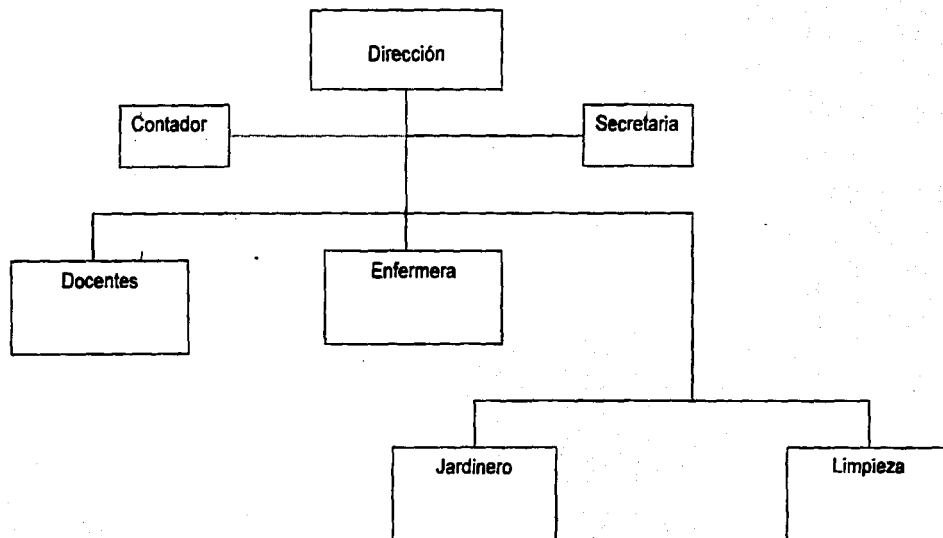 Dirección
Contador
Secretaria
Docentes
Enfermera
Jardinero
Limpieza